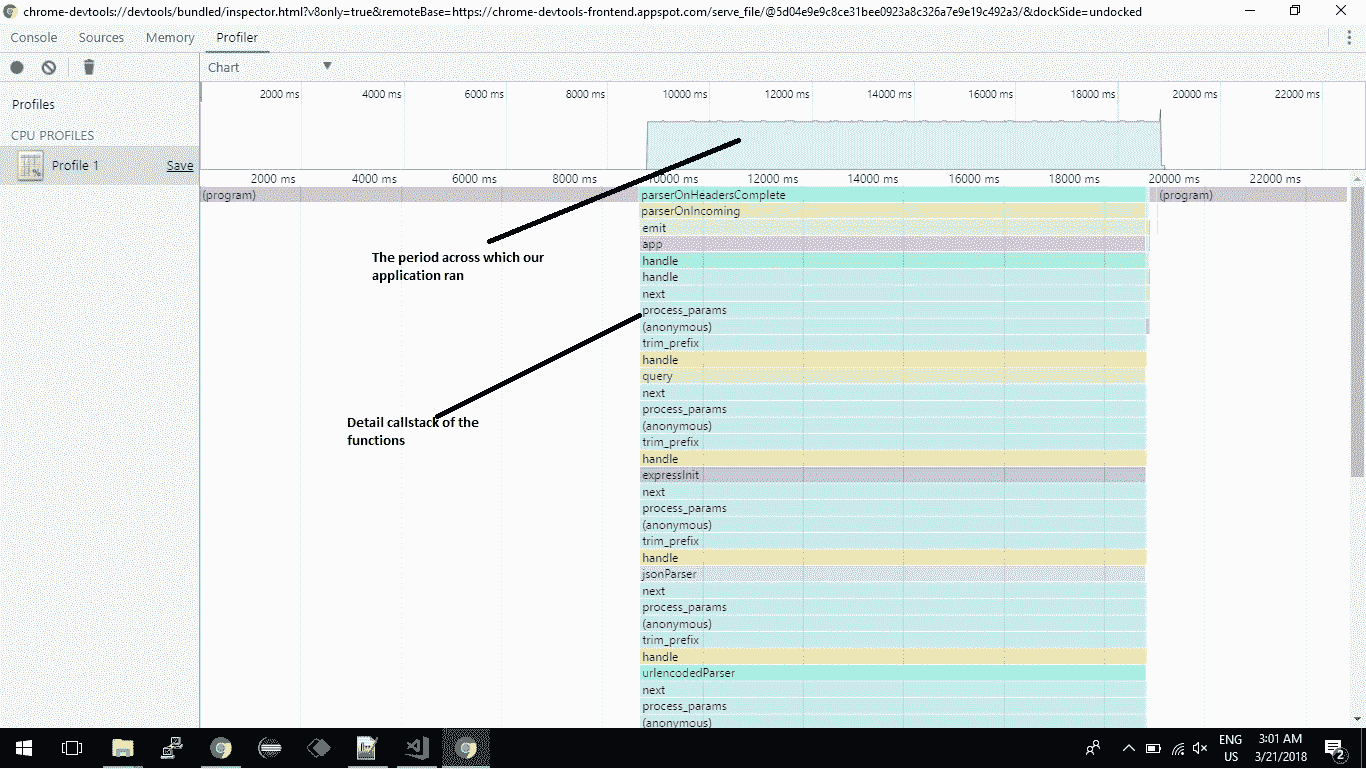 chrome-devtools://devtools/bundled/inspector.html?v8only=true&remoteBase=https://chrome-devtools-frontend.appspot.com/serve_file/@5d04e9e9c8ce31bee0923a8c326a7e9e19c492a3/&dockSide=undocked
Console Sources Memory Profiler
Chart
Profiles
CPU PROFILES
Profile 1 Save
2000 ms 4000 ms 6000 ms 8000 ms 10000 ms 12000 ms 14000 ms 16000 ms 18000 ms 20000 ms 22000 ms
2000 ms 4000 ms 6000 ms 8000 ms 10000 ms 12000 ms 14000 ms 16000 ms 18000 ms 20000 ms 22000 ms
(program) parserOnHeadersComplete (program)
parserOnIncoming
emit
app
The period across which our
application ran
handle
handle
next
process_params
(anonymous)
trim_prefix
handle
query
next
process_params
Detail callstack of the
functions
(anonymous)
trim_prefix
handle
expressInit
next
process_params
(anonymous)
trim_prefix
handle
jsonParser
next
process_params
(anonymous)
trim_prefix
handle
urlencodedParser
next
process_params
(anonymous)
ENG
US
3:01 AM
3/21/2018
2